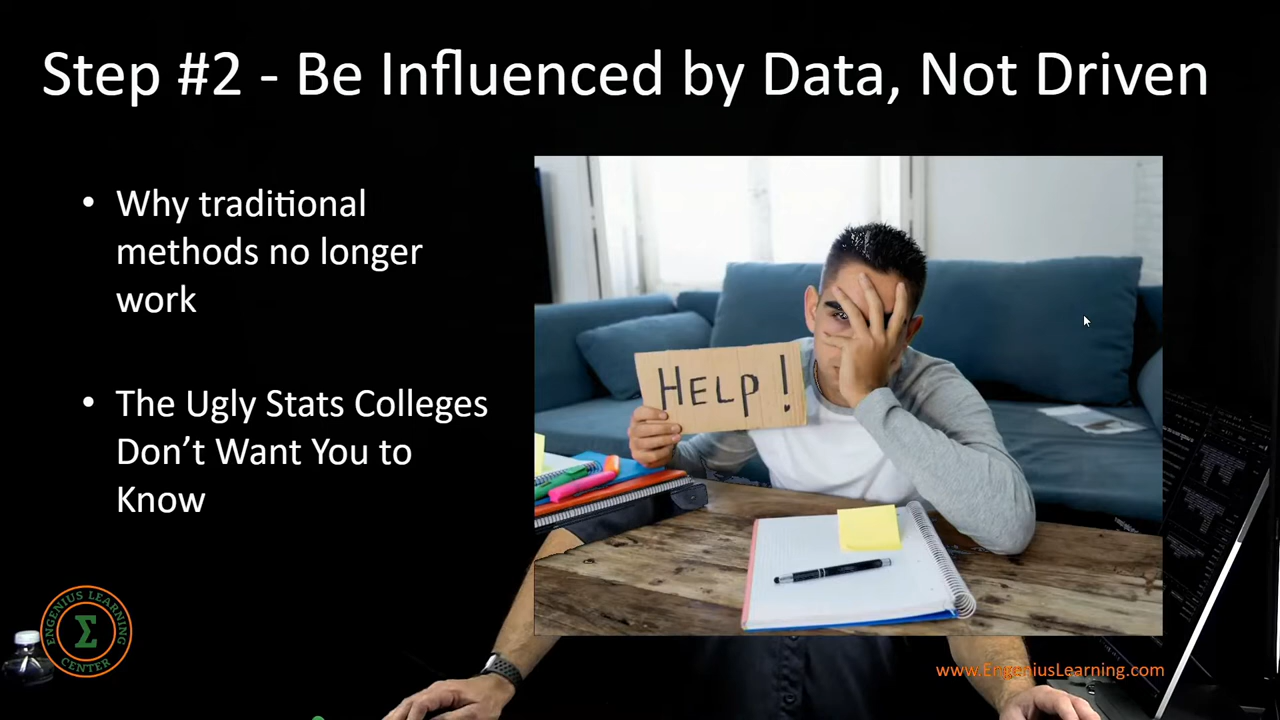 Step #2 - Be Influenced by Data, Not Driven
• Why traditional
methods no longer
work
• The Ugly Stats Colleges
Don’t Want You to
Know
HELP!
ENGENIUS LEARNING
Σ
CENTER
www.EngeniusLearning.com